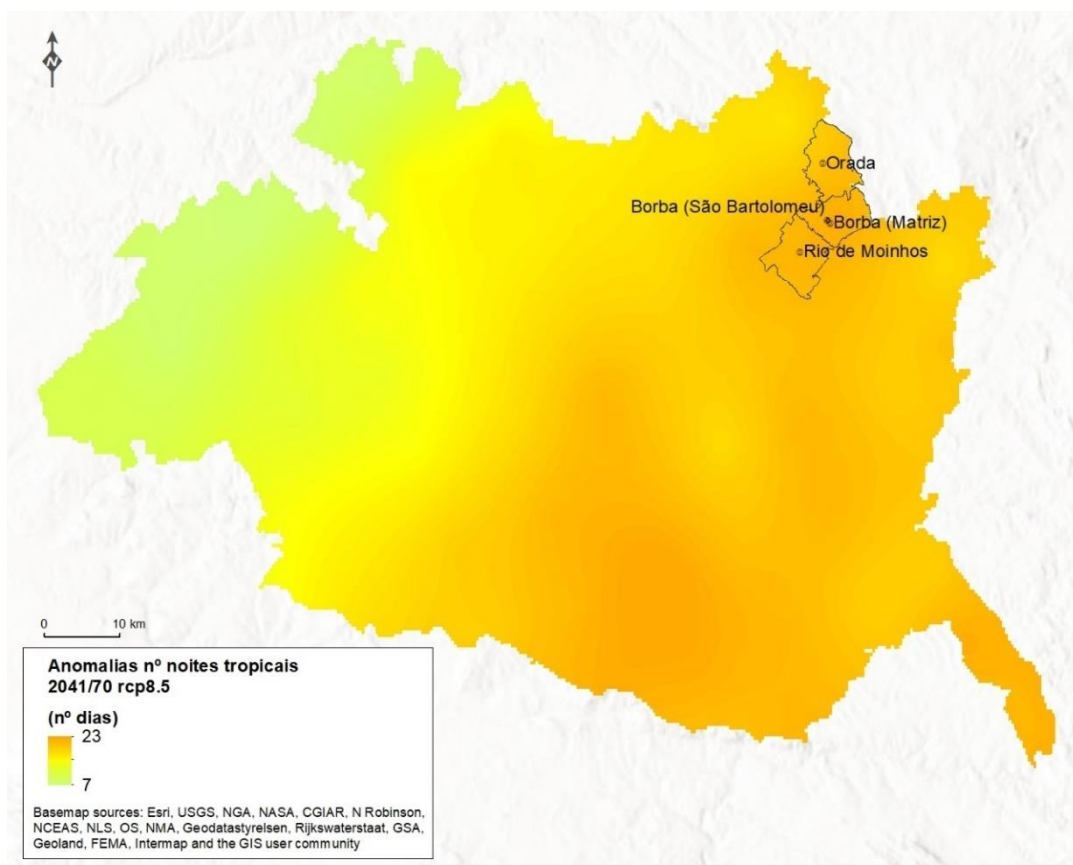 N
Orada
Borba (São Bartolomeu)
Borba (Matriz)
Rio de Moinhos
0 10 km
Anomalias nº noites tropicais
2041/70 rcp8.5
(nº dias)
23
7
Basemap sources: Esri, USGS, NGA, NASA, CGIAR, N Robinson,
NCEAS, NLS, OS, NMA, Geodatastyrelsen, Rijkswaterstaat, GSA,
Geoland, FEMA, Intermap and the GIS user community